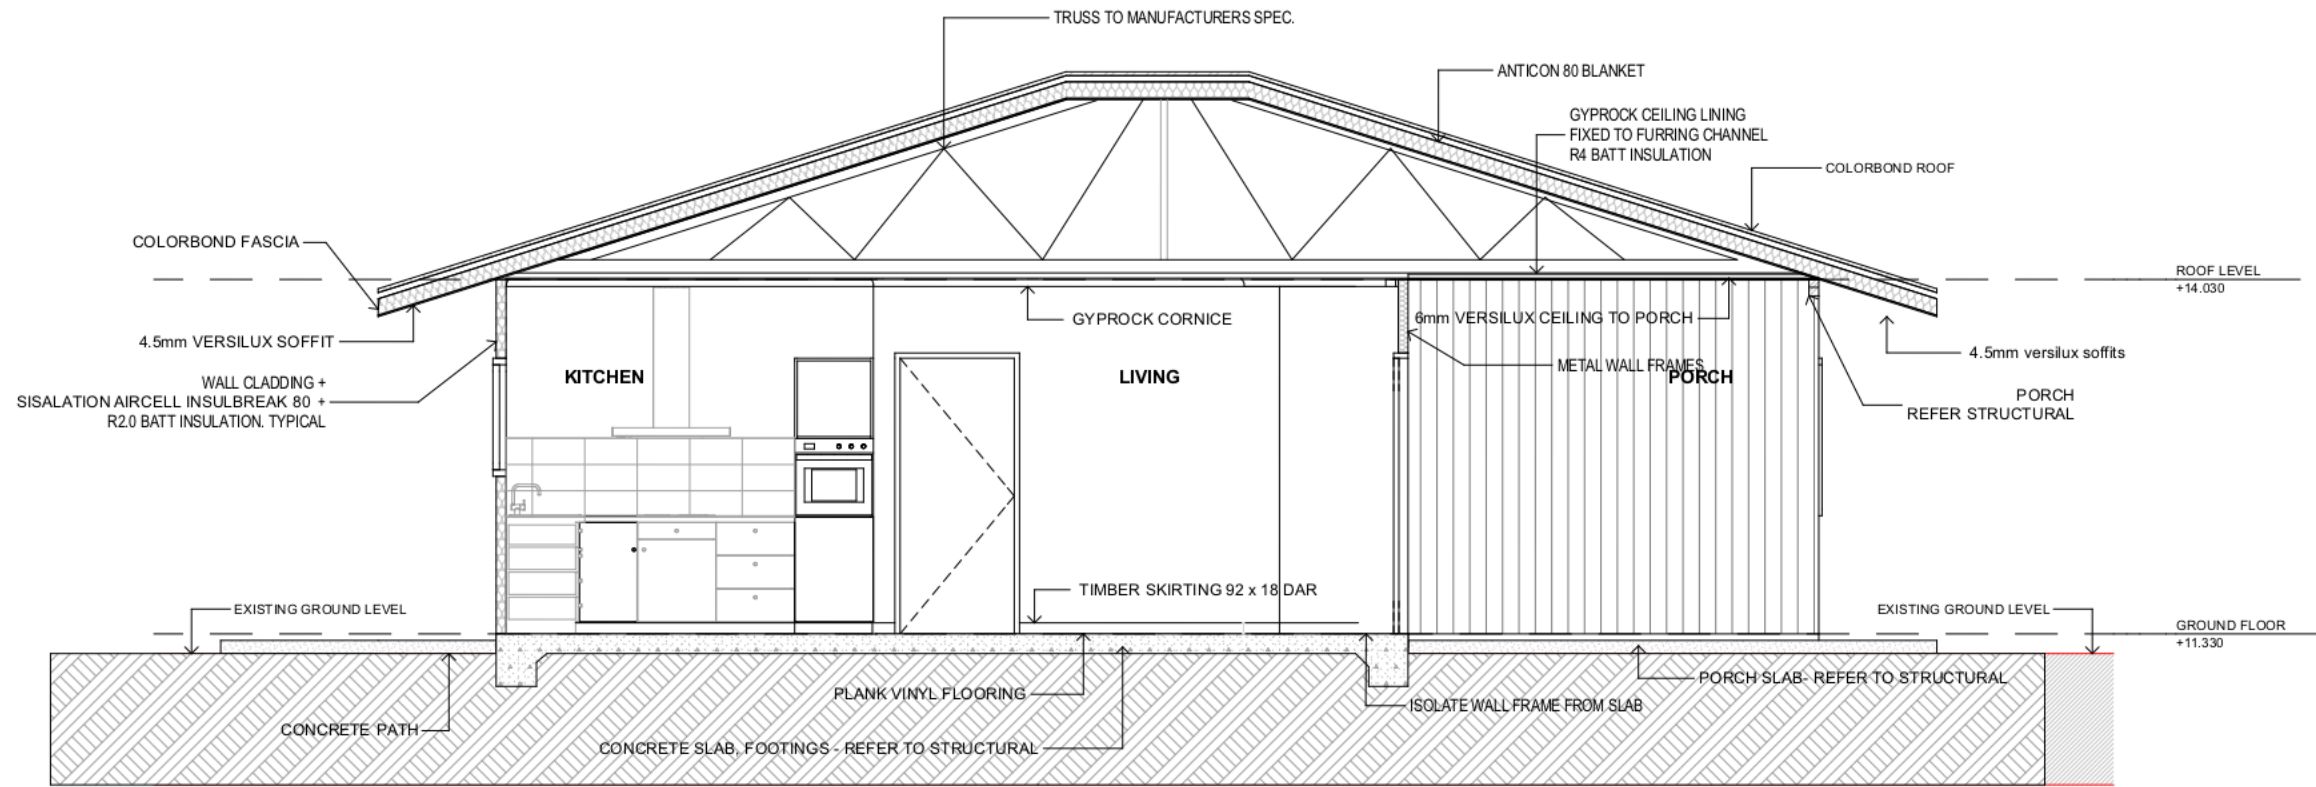 TRUSS TO MANUFACTURERS SPEC.
ANTICON 80 BLANKET
GYPROCK CEILING LINING
FIXED TO FURRING CHANNEL
R4 BATT INSULATION
COLORBOND ROOF
COLORBOND FASCIA
ROOF LEVEL
+14.030
4.5mm VERSILUX SOFFIT
GYPROCK CORNICE
6mm VERSILUX CEILING TO PORCH
4.5mm versilux soffits
METAL WALL FRAMES
KITCHEN
LIVING
PORCH
WALL CLADDING +
SISALATION AIRCELL INSULBREAK 80 +
R2.0 BATT INSULATION. TYPICAL
PORCH
REFER STRUCTURAL
TIMBER SKIRTING 92 x 18 DAR
EXISTING GROUND LEVEL
EXISTING GROUND LEVEL
GROUND FLOOR
+11.330
PLANK VINYL FLOORING
PORCH SLAB- REFER TO STRUCTURAL
ISOLATE WALL FRAME FROM SLAB
CONCRETE PATH
CONCRETE SLAB, FOOTINGS - REFER TO STRUCTURAL